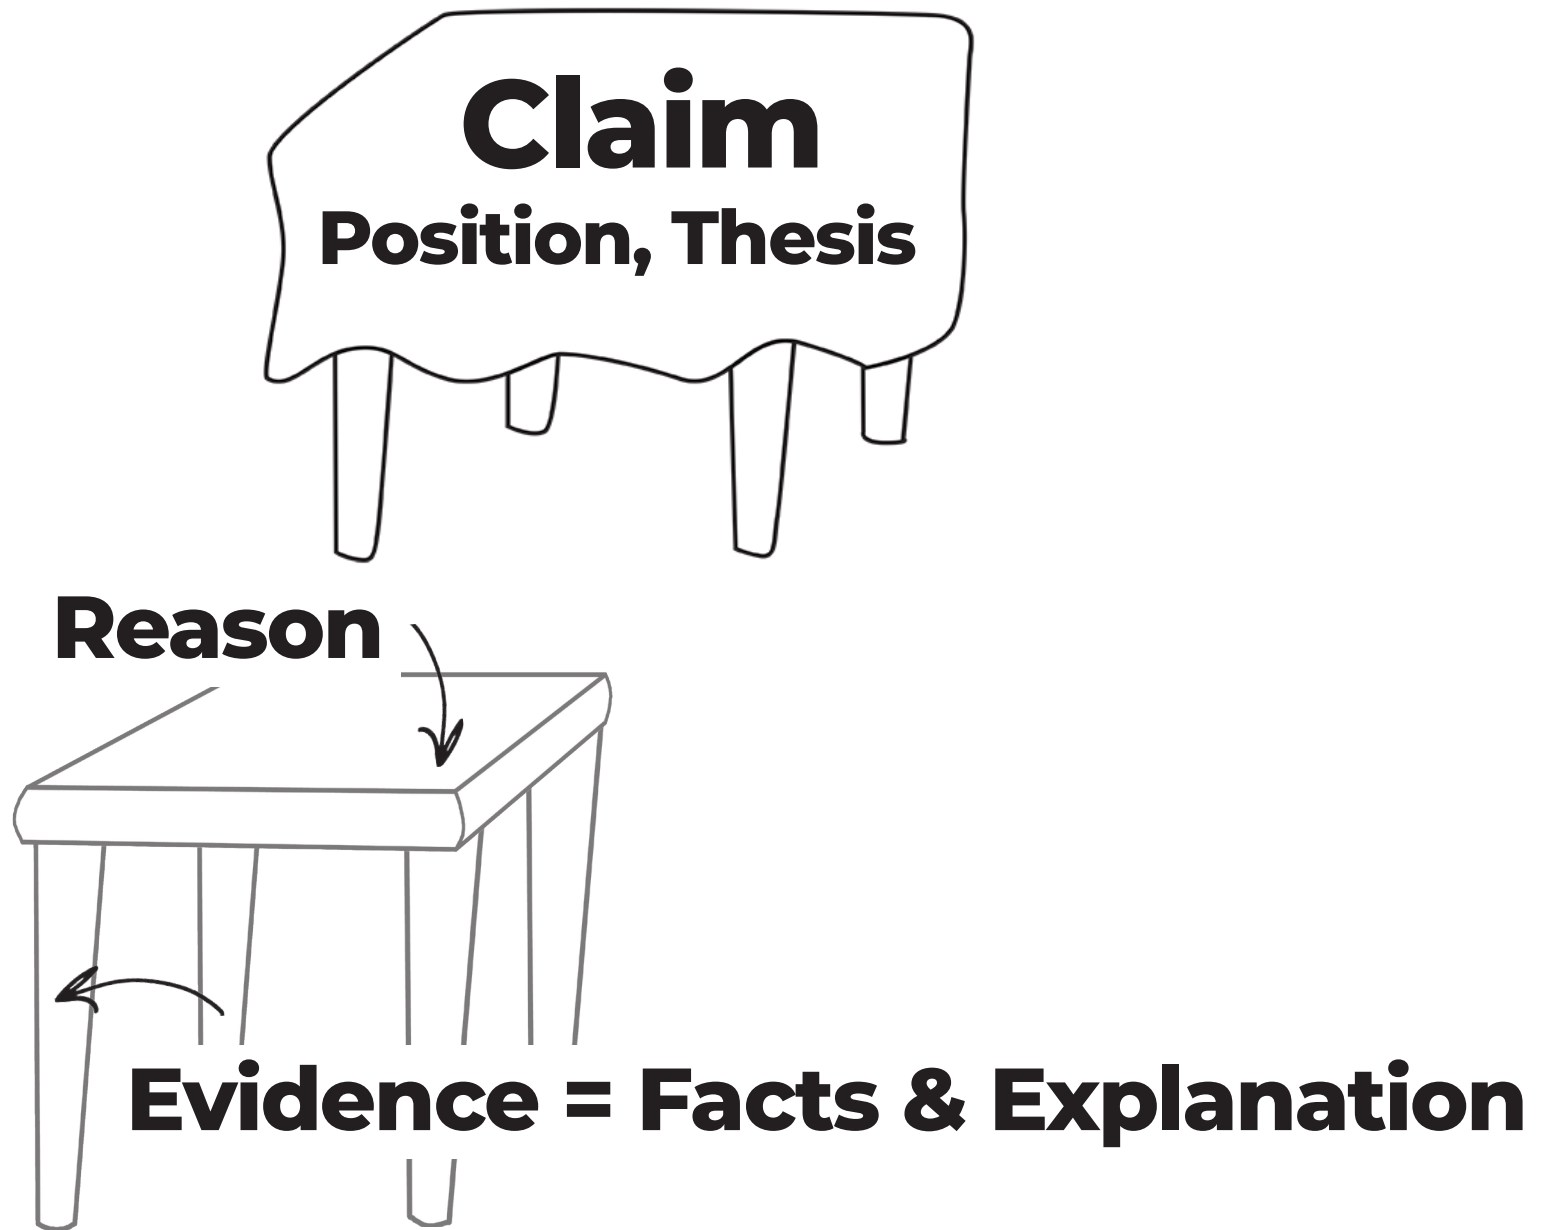 Claim
Position, Thesis
Reason
Evidence = Facts & Explanation